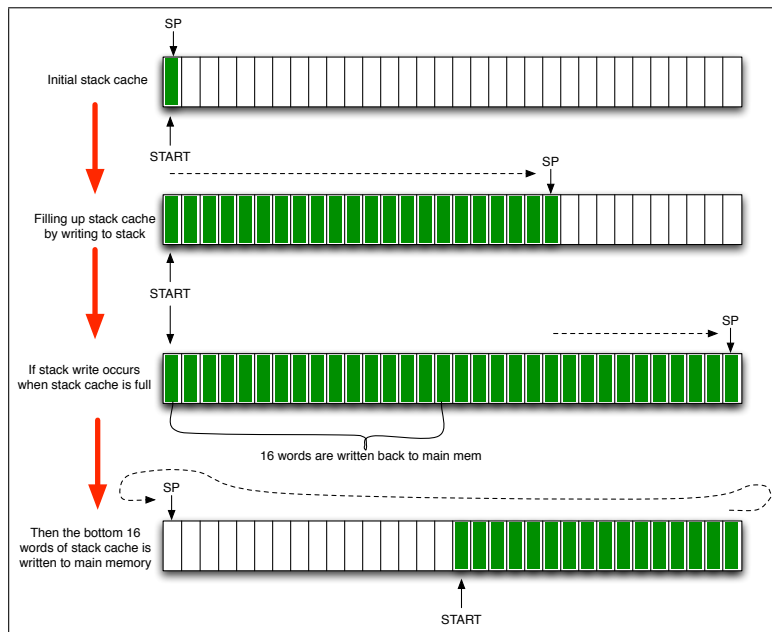 SP
Initial stack cache
START
SP
Filling up stack cache
by writing to stack
START
SP
If stack write occurs
when stack cache is full
16 words are written back to main mem
SP
Then the bottom 16
words of stack cache is
written to main memory
START